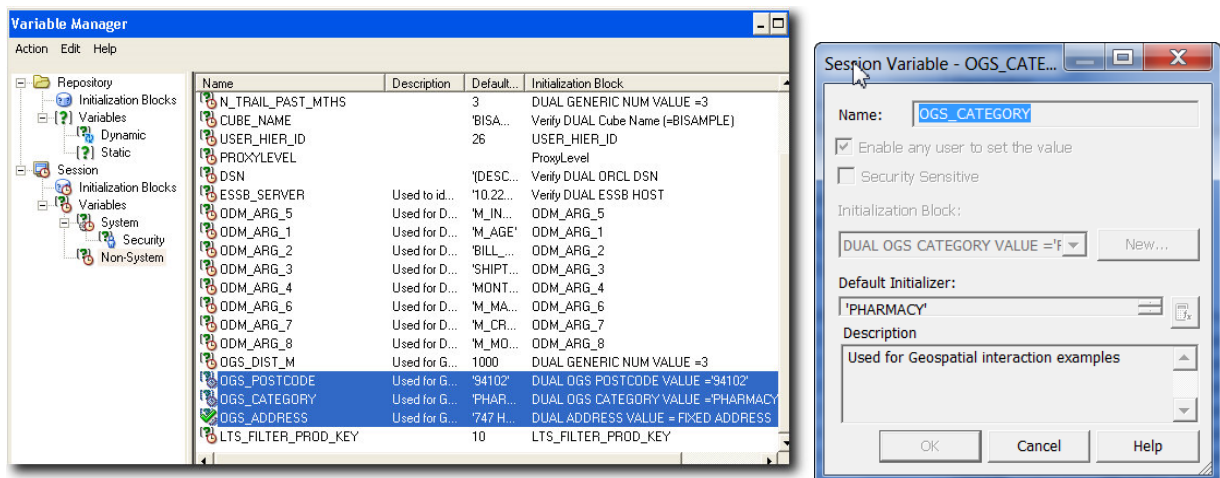 Variable Manager
Action Edit Help
Repository
Initialization Blocks
Variables
Dynamic
Static
Session
Initialization Blocks
Variables
System
Security
Non-System
Name Description Default... Initialization Block
N_TRAIL_PAST_MTHS 3 DUAL GENERIC NUM VALUE =3
CUBE_NAME 'BISA... Verify DUAL Cube Name (=BISAMPLE)
USER_HIER_ID 26 USER_HIER_ID
PROXYLEVEL ProxyLevel
DSN '(DESC... Verify DUAL ORCL DSN
ESSB_SERVER Used to id... '10.22... Verify DUAL ESSB HOST
ODM_ARG_5 Used for D... 'M_IN... ODM_ARG_5
ODM_ARG_1 Used for D... 'M_AGE' ODM_ARG_1
ODM_ARG_2 Used for D... 'BILL_... ODM_ARG_2
ODM_ARG_3 Used for D... 'SHIPT... ODM_ARG_3
ODM_ARG_4 Used for D... 'MONT... ODM_ARG_4
ODM_ARG_6 Used for D... 'M_MA... ODM_ARG_6
ODM_ARG_7 Used for D... 'M_CR... ODM_ARG_7
ODM_ARG_8 Used for D... 'M_MO... ODM_ARG_8
OGS_DIST_M Used for G... 1000 DUAL GENERIC NUM VALUE =3
OGS_POSTCODE Used for G... '94102' DUAL OGS POSTCODE VALUE ='94102'
OGS_CATEGORY Used for G... 'PHAR... DUAL OGS CATEGORY VALUE ='PHARMACY
OGS_ADDRESS Used for G... '747 H... DUAL ADDRESS VALUE = FIXED ADDRESS
LTS_FILTER_PROD_KEY 10 LTS_FILTER_PROD_KEY
Session Variable - OGS_CATE...
Name: OGS_CATEGORY
Enable any user to set the value
Security Sensitive
Initialization Block:
DUAL OGS CATEGORY VALUE ='F New...
Default Initializer:
'PHARMACY'
Description
Used for Geospatial interaction examples
OK Cancel Help